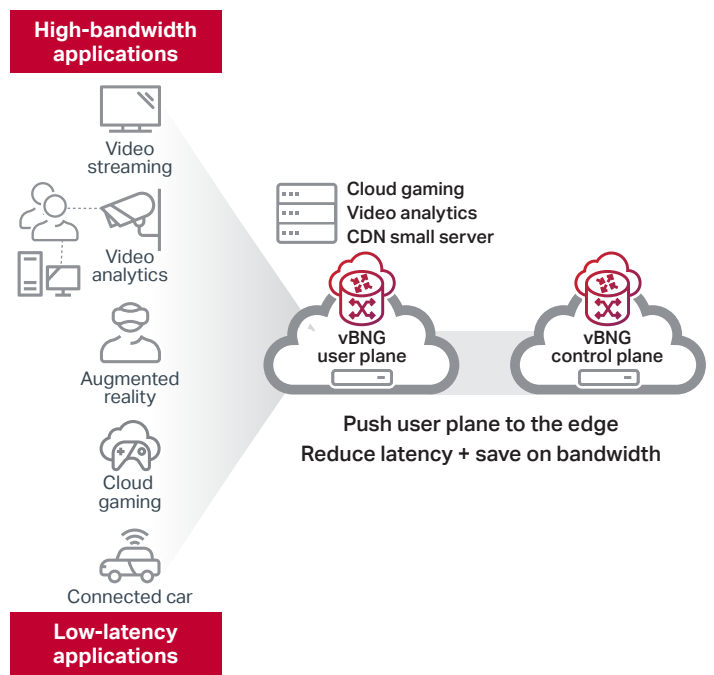 High-bandwidth
applications
Video
streaming
Video
analytics
Augmented
reality
Cloud
gaming
Connected car
Low-latency
applications
Cloud gaming
Video analytics
CDN small server
vBNG
user plane
vBNG
control plane
Push user plane to the edge
Reduce latency + save on bandwidth